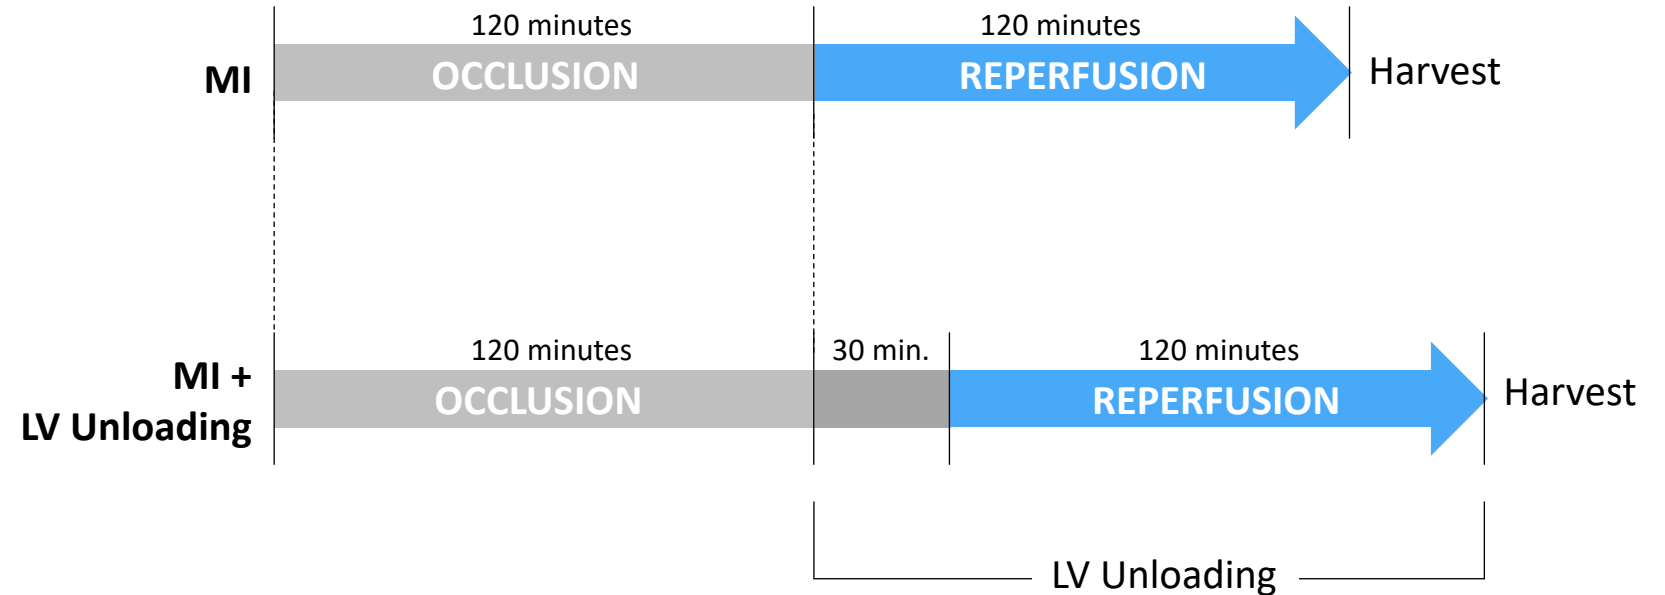 120 minutes 120 minutes
MI OCCLUSION REPERFUSION Harvest
120 minutes 30 min. 120 minutes
MI +
LV Unloading
OCCLUSION REPERFUSION Harvest
LV Unloading